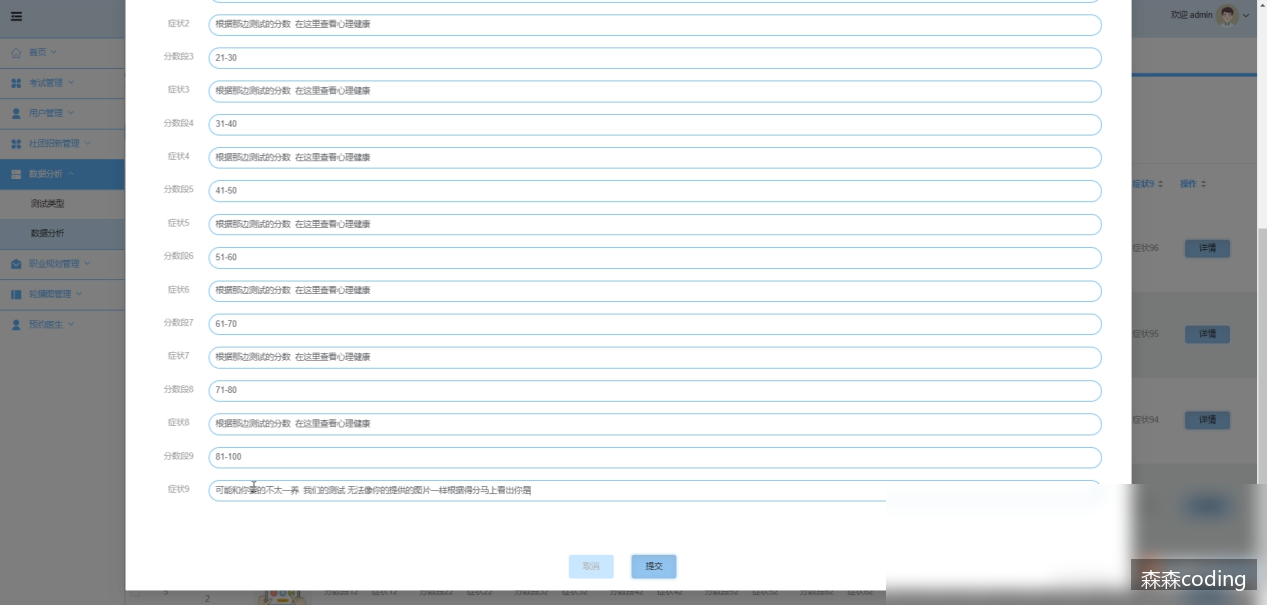 欢迎 admin
首页
考试管理
用户管理
社团招新管理
数据分析
测试类型
数据分析
职业规划管理
轮播图管理
预约医生
症状2 根据那边测试的分数 在这里查看心理健康
分数段3 21-30
症状3 根据那边测试的分数 在这里查看心理健康
分数段4 31-40
症状4 根据那边测试的分数 在这里查看心理健康
分数段5 41-50
症状5 根据那边测试的分数 在这里查看心理健康
分数段6 51-60
症状6 根据那边测试的分数 在这里查看心理健康
分数段7 61-70
症状7 根据那边测试的分数 在这里查看心理健康
分数段8 71-80
症状8 根据那边测试的分数 在这里查看心理健康
分数段9 81-100
症状9 可能和你要的不太一养 我们的测试 无法像你的提供的图片一样根据得分马上看出你是
取消 提交
症状9 操作
症状96 详情
症状95 详情
症状94 详情
森森coding